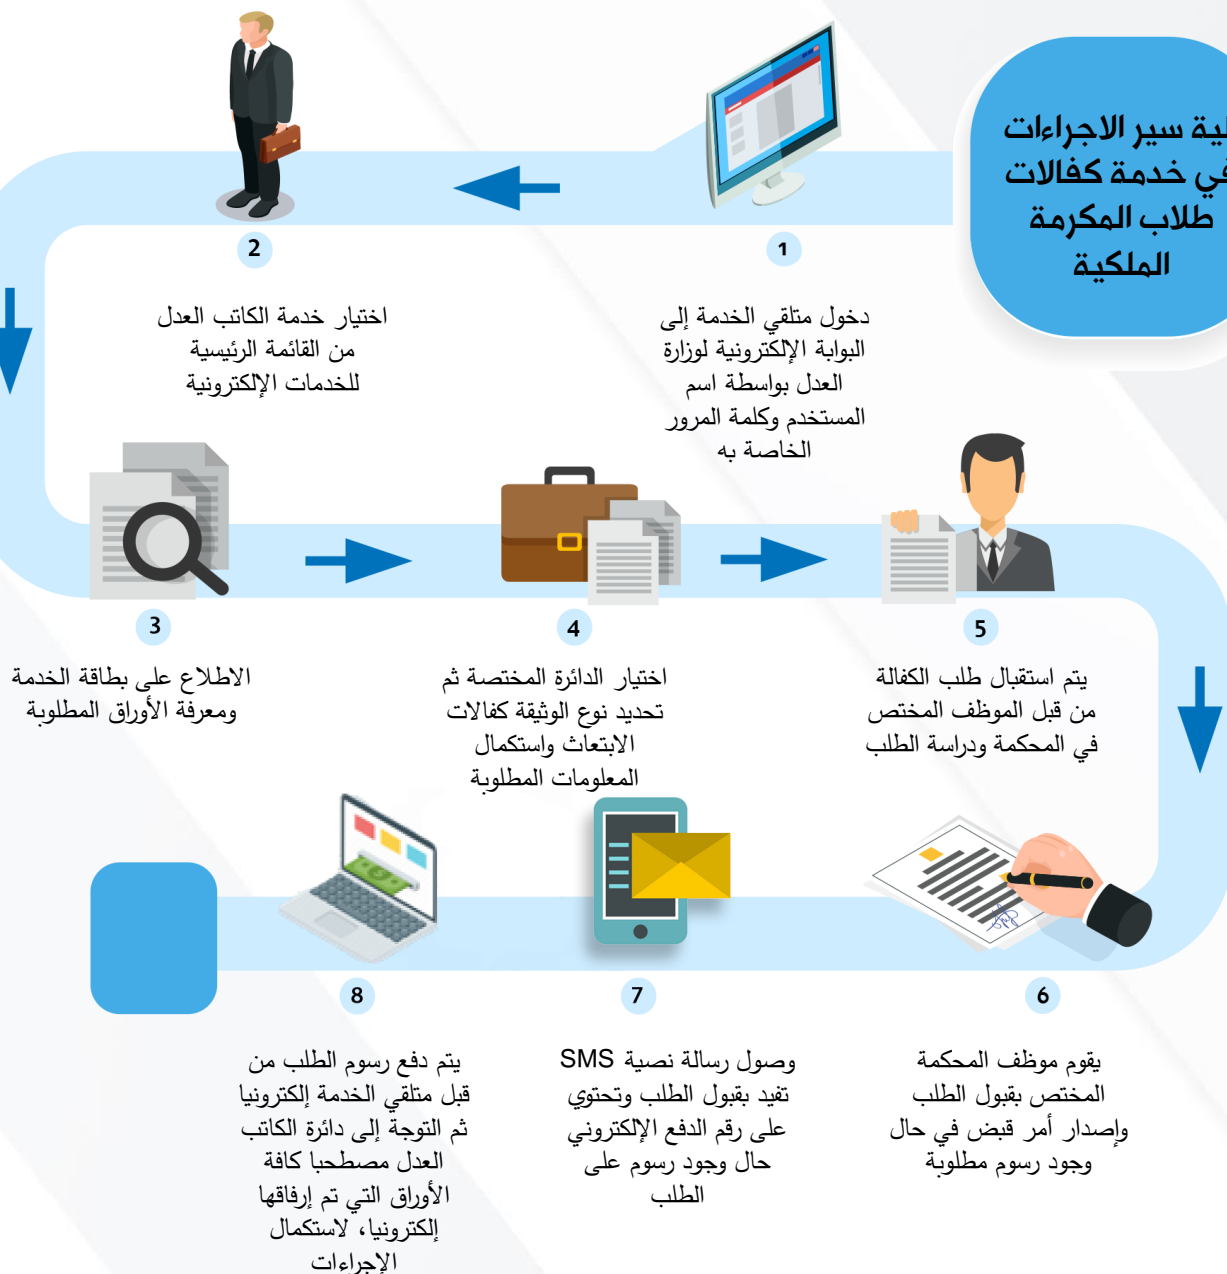 سير الاجراءات
خدمة كفالات
طلاب المكرمة
الملكية
1
دخول متلقي الخدمة إلى
البوابة الإلكترونية لوزارة
العدل بواسطة اسم
المستخدم وكلمة المرور
الخاصة به
2
اختيار خدمة الكاتب العدل
من القائمة الرئيسية
للخدمات الإلكترونية
3
الاطلاع على بطاقة الخدمة
ومعرفة الأوراق المطلوبة
4
اختيار الدائرة المختصة ثم
تحديد نوع الوثيقة كفالات
الابتعاث واستكمال
المعلومات المطلوبة
5
يتم استقبال طلب الكفالة
من قبل الموظف المختص
في المحكمة ودراسة الطلب
6
يقوم موظف المحكمة
المختص بقبول الطلب
وإصدار أمر قبض في حال
وجود رسوم مطلوبة
7
وصول رسالة نصية SMS
تفيد بقبول الطلب وتحتوي
على رقم الدفع الإلكتروني
حال وجود رسوم على
الطلب
8
يتم دفع رسوم الطلب من
قبل متلقي الخدمة إلكترونيا
ثم التوجة إلى دائرة الكاتب
العدل مصطحبا كافة
الأوراق التي تم إرفاقها
إلكترونيا، لاستكمال
الإجراءات